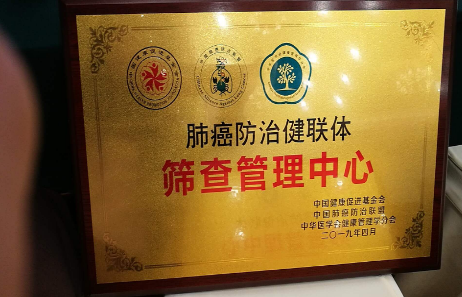 肺癌防治健联体
筛查管理中心
中国健康促进基金会
中国肺癌防治联盟
中华医学会健康管理学分会
二〇一九年四月